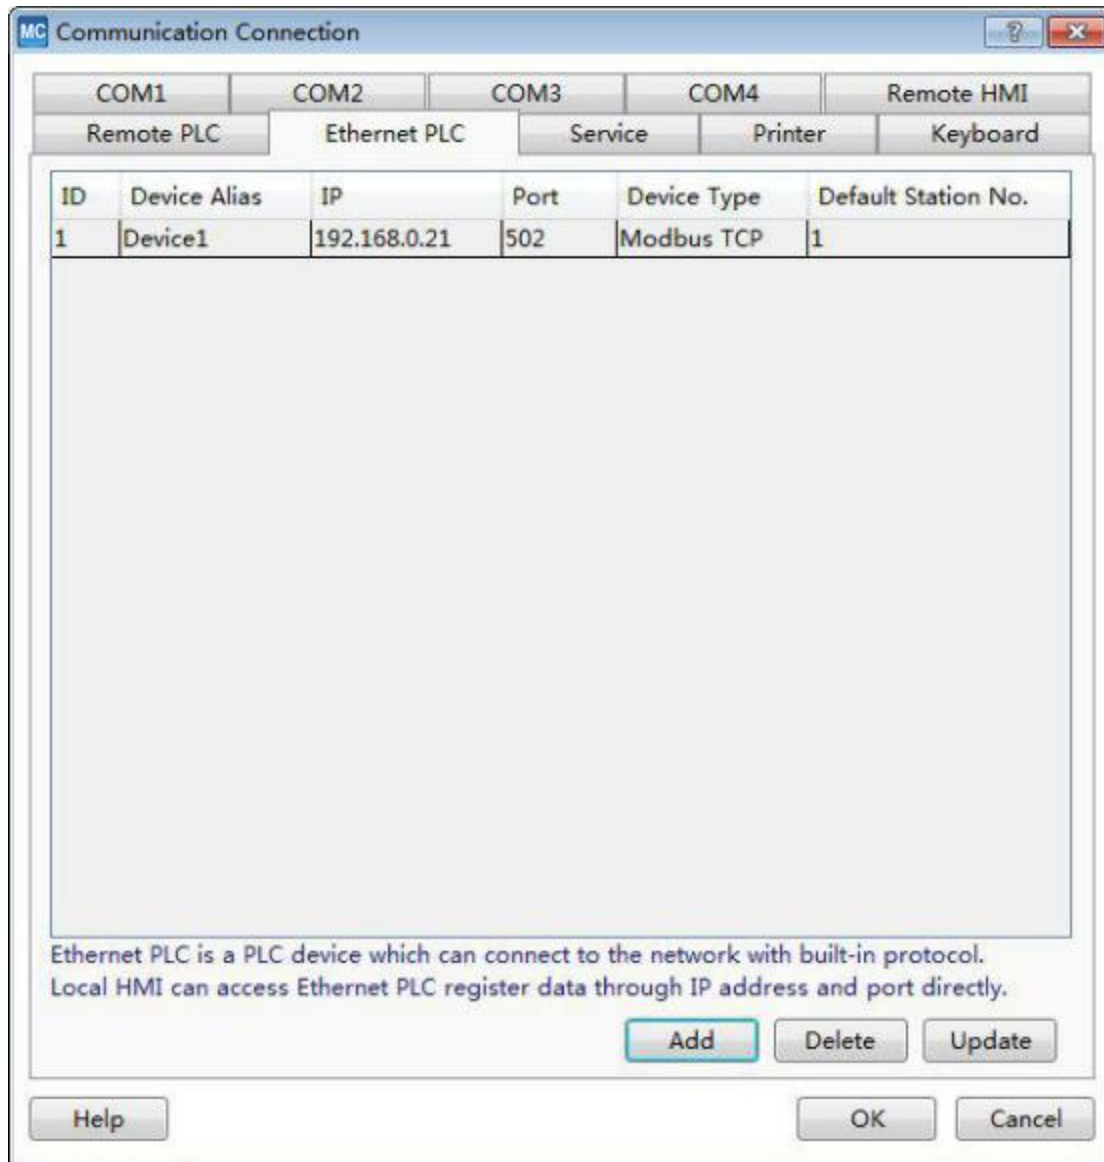 MC Communication Connection ?
COM1 COM2 COM3 COM4 Remote HMI
Remote PLC Ethernet PLC Service Printer Keyboard
ID Device Alias IP Port Device Type Default Station No.
1 Device1 192.168.0.21 502 Modbus TCP 1
Ethernet PLC is a PLC device which can connect to the network with built-in protocol.
Local HMI can access Ethernet PLC register data through IP address and port directly.
Add Delete Update
Help OK Cancel